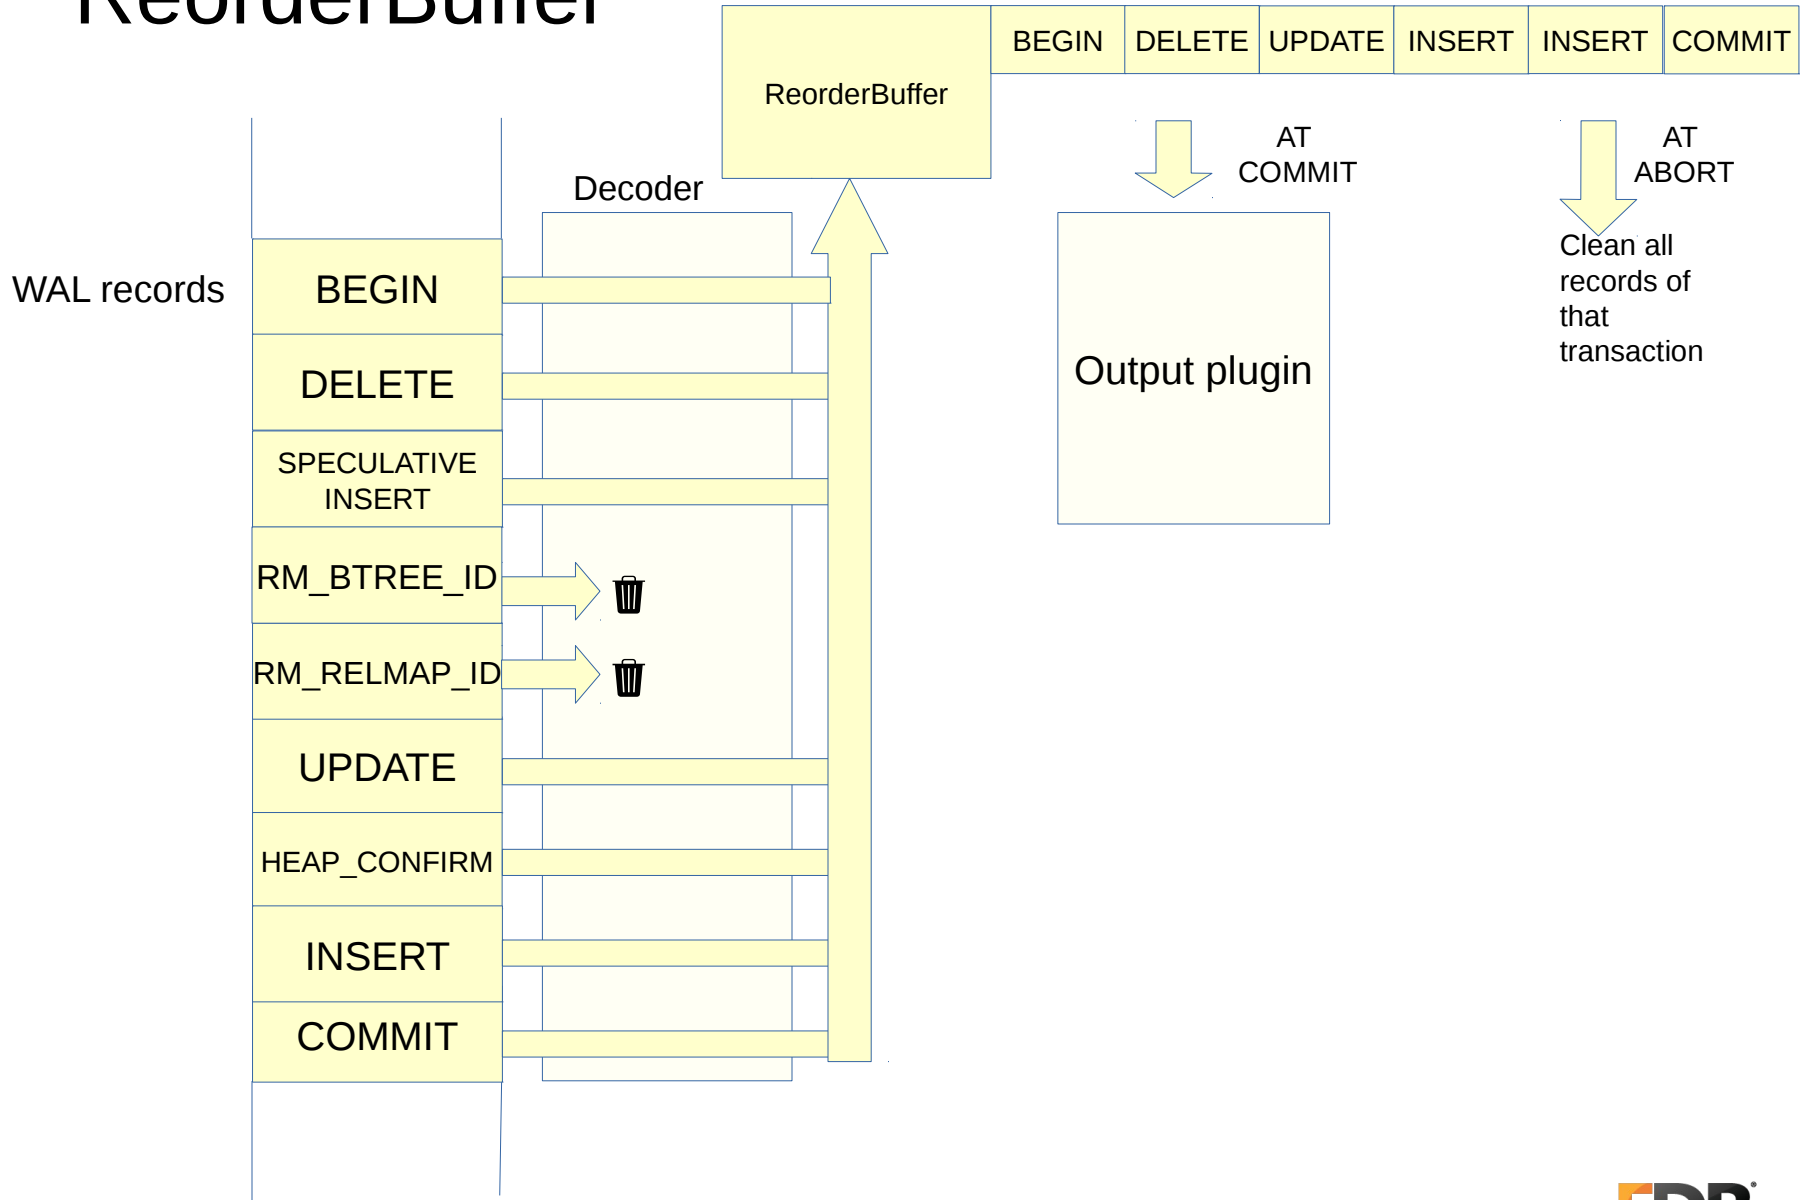 ReorderBuffer
ReorderBuffer
BEGIN
DELETE
UPDATE
INSERT
INSERT
COMMIT
AT
COMMIT
AT
ABORT
Decoder
Clean all
records of
that
transaction
WAL records
BEGIN
DELETE
SPECULATIVE
INSERT
RM_BTREE_ID
RM_RELMAP_ID
UPDATE
HEAP_CONFIRM
INSERT
COMMIT
Output plugin
EDB®